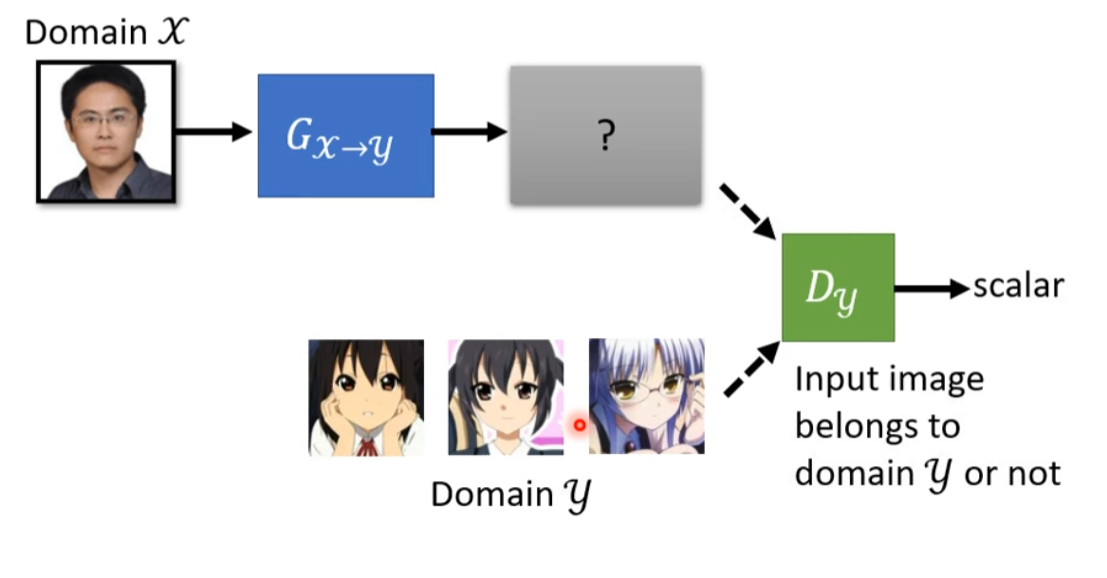 Domain 𝒳
G𝒳→𝒴
?
D𝒴
scalar
Input image
belongs to
domain 𝒴 or not
Domain 𝒴